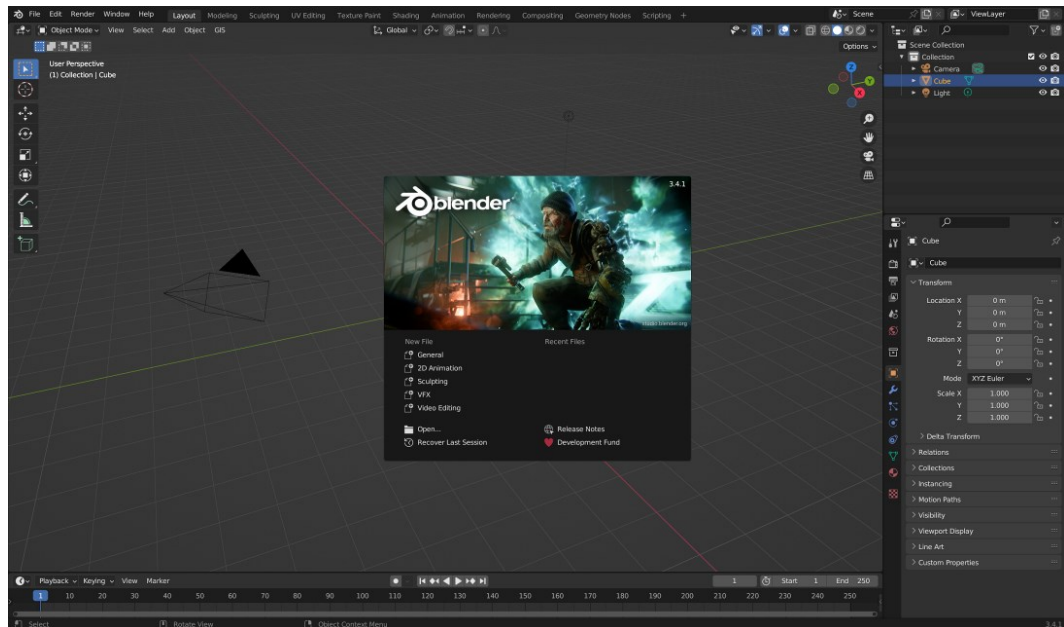 File Edit Render Window Help Layout Modeling Sculpting UV Editing Texture Paint Shading Animation Rendering Compositing Geometry Nodes Scripting + Scene ViewLayer
Object Mode View Select Add Object GIS Global
Options
User Perspective
(1) Collection | Cube
Z
Y
X
Scene Collection
Collection
Camera
Cube
Light
blender
3.4.1
New File
General
2D Animation
Sculpting
VFX
Video Editing
Open...
Recover Last Session
Recent Files
Release Notes
Development Fund
Cube
Cube
Transform
Location X 0 m
Y 0 m
Z 0 m
Rotation X 0°
Y 0°
Z 0°
Mode XYZ Euler
Scale X 1.000
Y 1.000
Z 1.000
Delta Transform
Relations
Collections
Instancing
Motion Paths
Visibility
Viewport Display
Line Art
Custom Properties
Playback Keying View Marker 1 Start 1 End 250
1 10 20 30 40 50 60 70 80 90 100 110 120 130 140 150 160 170 180 190 200 210 220 230 240 250
Select Rotate View Object Context Menu 3.4.1